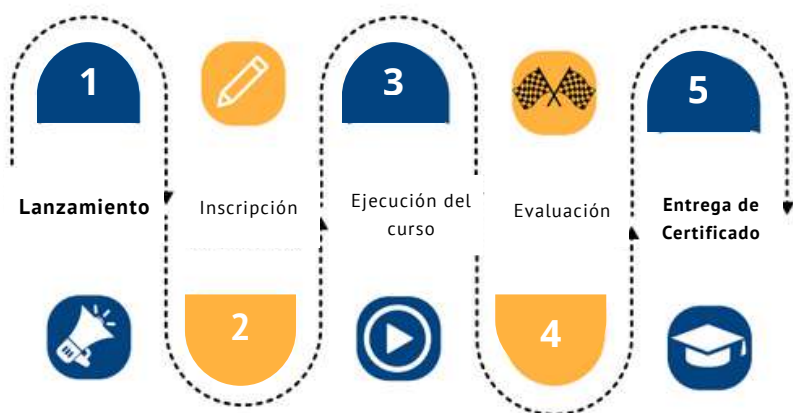 1
Lanzamiento
Inscripción
2
3
Ejecución del
curso
Evaluación
4
5
Entrega de
Certificado